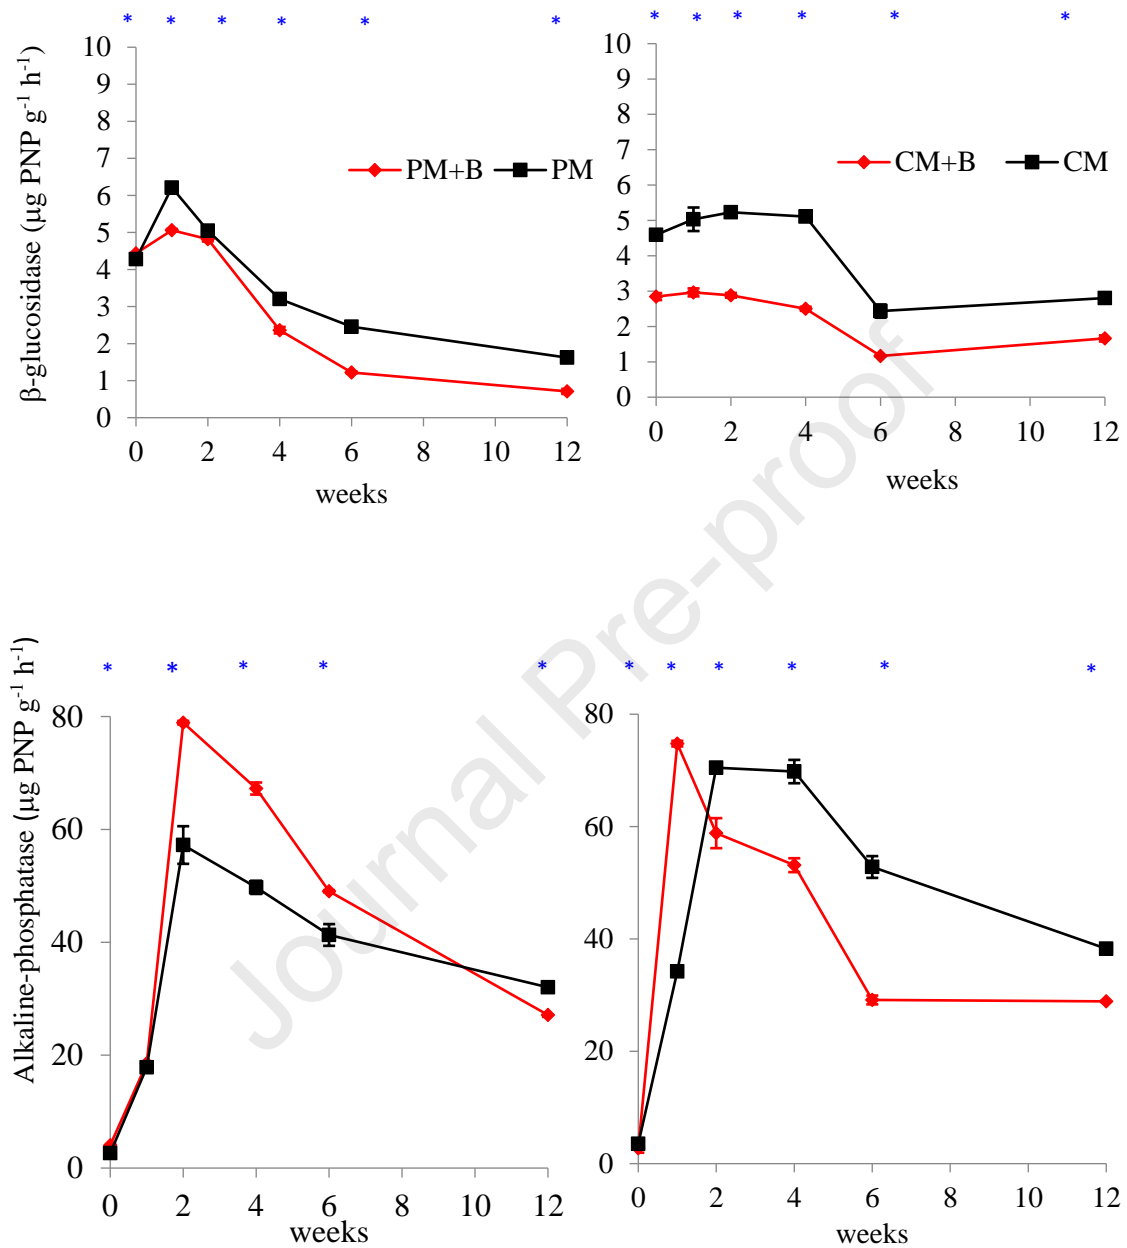 * * * * * *
* * * * * *
β-glucosidase (µg PNP g-1 h-1)
10
9
8
7
6
5
4
3
2
1
0
PM+B PM
0 2 4 6 8 10 12
weeks
10
9
8
7
6
5
4
3
2
1
0
CM+B CM
0 2 4 6 8 10 12
weeks
Journal Pre-proof
* * * * *
* * * * * *
Alkaline-phosphatase (µg PNP g-1 h-1)
80
60
40
20
0
0 2 4 6 8 10 12
weeks
80
60
40
20
0
0 2 4 6 8 10 12
weeks